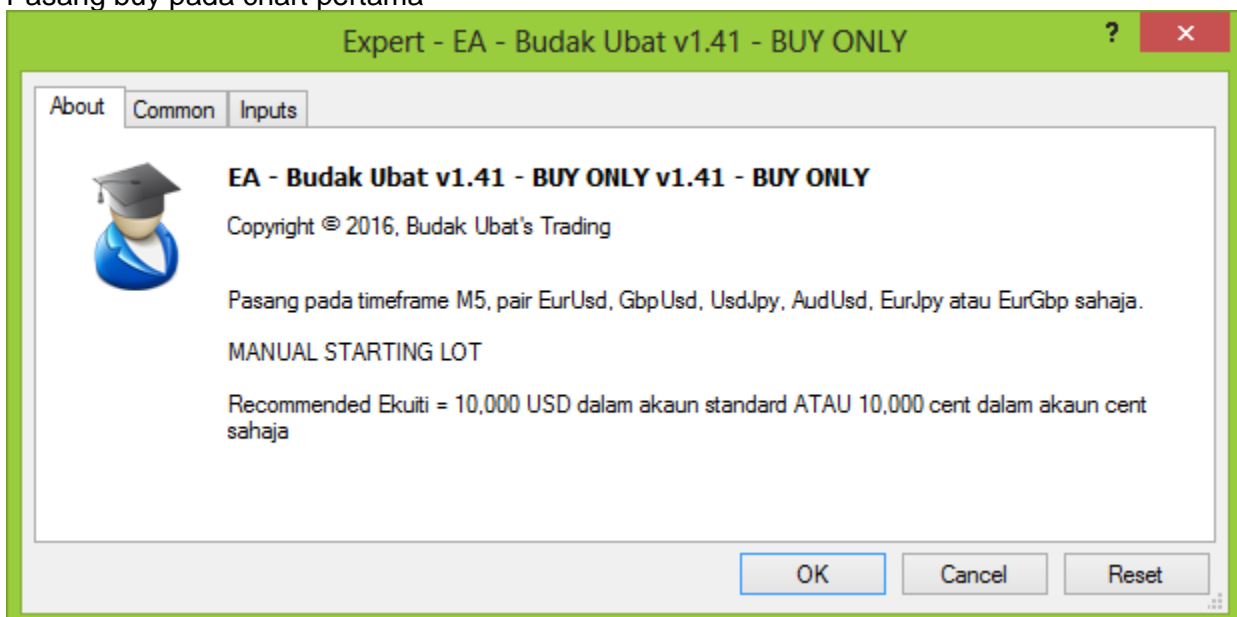 Pasang buy pada chart pertama
Expert - EA - Budak Ubat v1.41 - BUY ONLY
?
×
About
Common
Inputs
EA - Budak Ubat v1.41 - BUY ONLY v1.41 - BUY ONLY
Copyright © 2016, Budak Ubat's Trading
Pasang pada timeframe M5, pair EurUsd, GbpUsd, UsdJpy, AudUsd, EurJpy atau EurGbp sahaja.
MANUAL STARTING LOT
Recommended Ekuiti = 10,000 USD dalam akaun standard ATAU 10,000 cent dalam akaun cent
sahaja
OK
Cancel
Reset